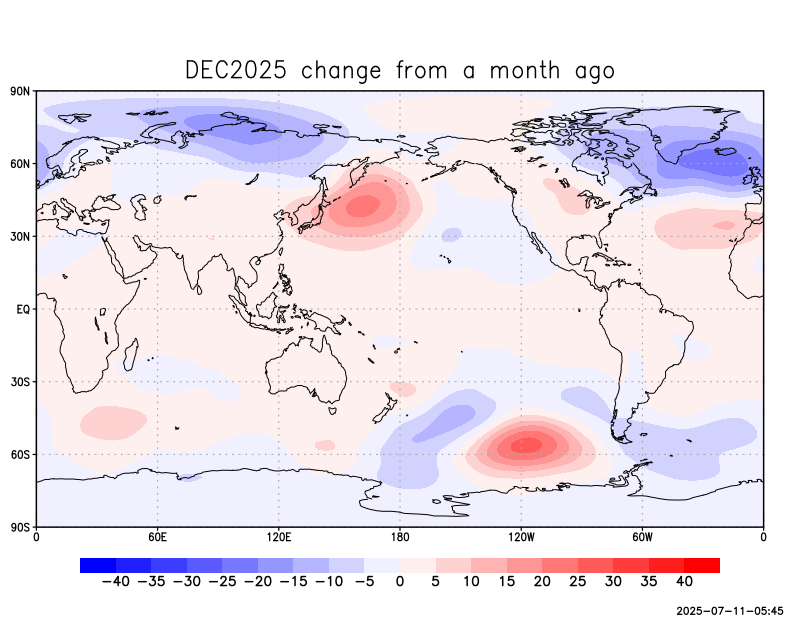 DEC2025 change from a month ago
90N
60N
30N
EQ
30S
60S
90S
0 60E 120E 180 120W 60W 0
−40 −35 −30 −25 −20 −15 −10 −5 0 5 10 15 20 25 30 35 40
2025-07-11-05:45